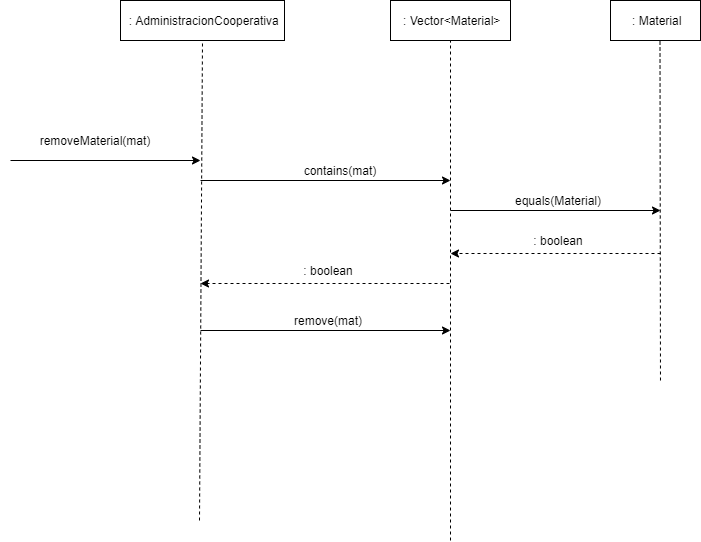 : AdministracionCooperativa
: Vector<Material>
: Material
removeMaterial(mat)
contains(mat)
equals(Material)
: boolean
: boolean
remove(mat)